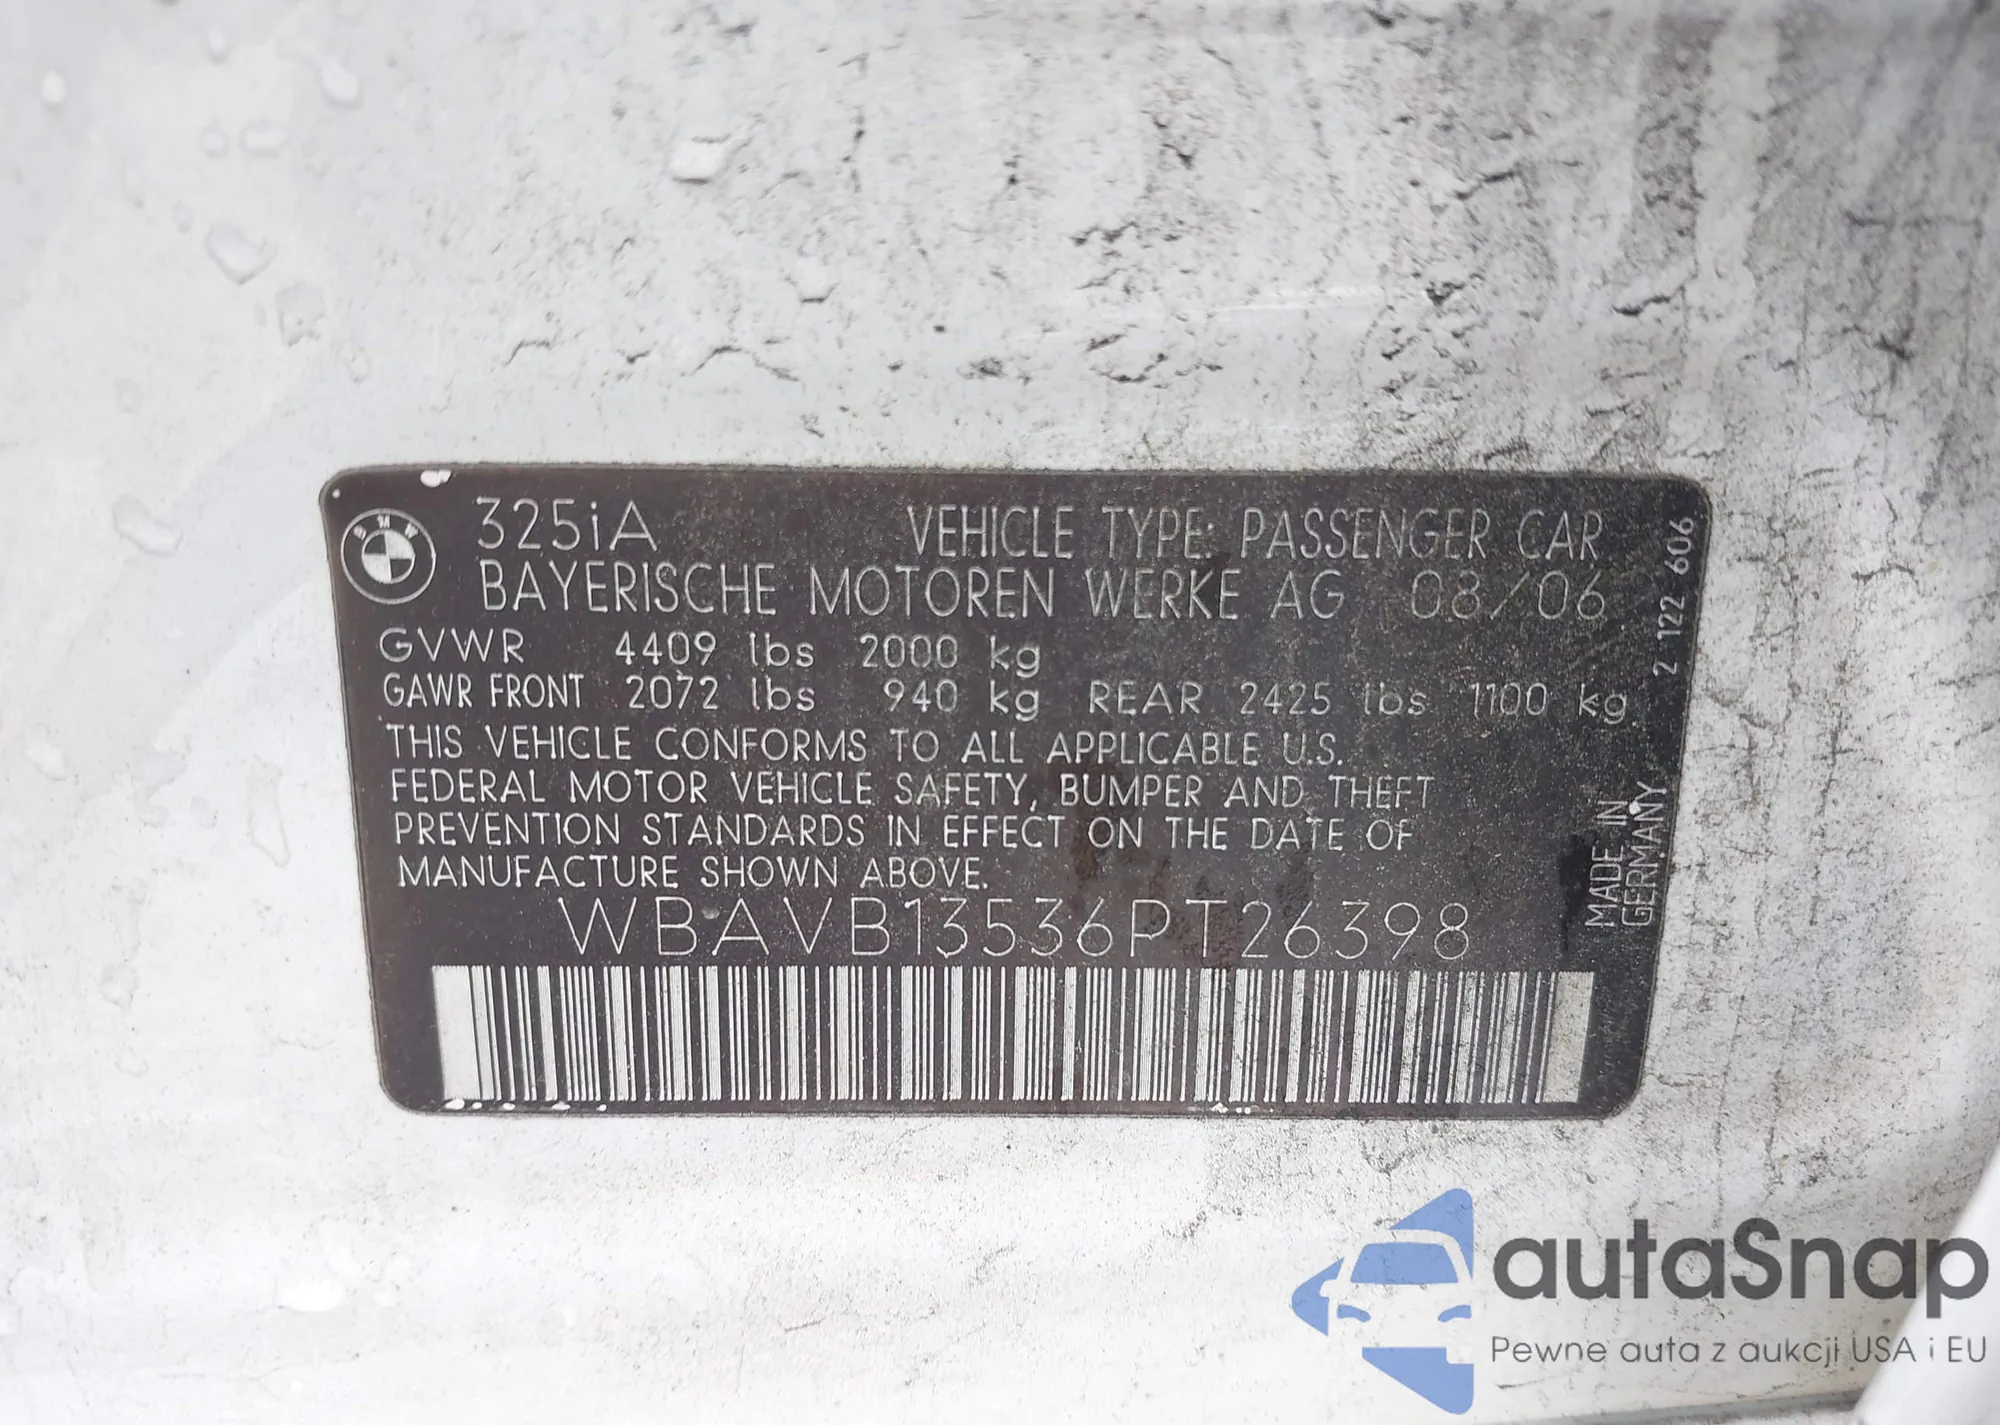 BMW
325iA VEHICLE TYPE: PASSENGER CAR
BAYERISCHE MOTOREN WERKE AG 08/06
GVWR 4409 lbs 2000 kg
GAWR FRONT 2072 lbs 940 kg REAR 2425 lbs 1100 kg
THIS VEHICLE CONFORMS TO ALL APPLICABLE U.S.
FEDERAL MOTOR VEHICLE SAFETY, BUMPER AND THEFT
PREVENTION STANDARDS IN EFFECT ON THE DATE OF
MANUFACTURE SHOWN ABOVE.
WBAVB13536PT26398
2 122 606
MADE IN
GERMANY
autaSnap
Pewne auta z aukcji USA i EU